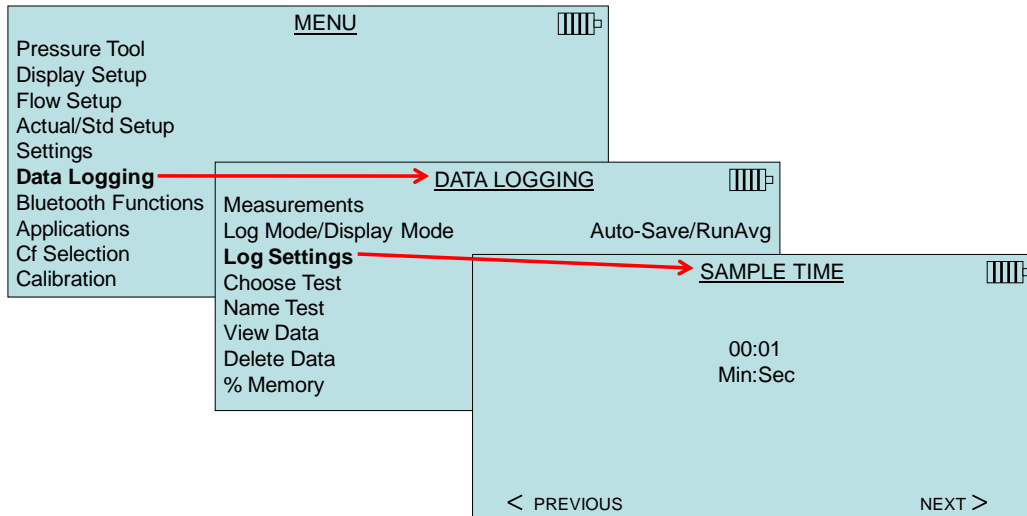 MENU
Pressure Tool
Display Setup
Flow Setup
Actual/Std Setup
Settings
Data Logging
Bluetooth Functions
Applications
Cf Selection
Calibration
DATA LOGGING
Measurements
Log Mode/Display Mode Auto-Save/RunAvg
Log Settings
Choose Test
Name Test
View Data
Delete Data
% Memory
SAMPLE TIME
00:01
Min:Sec
< PREVIOUS NEXT >